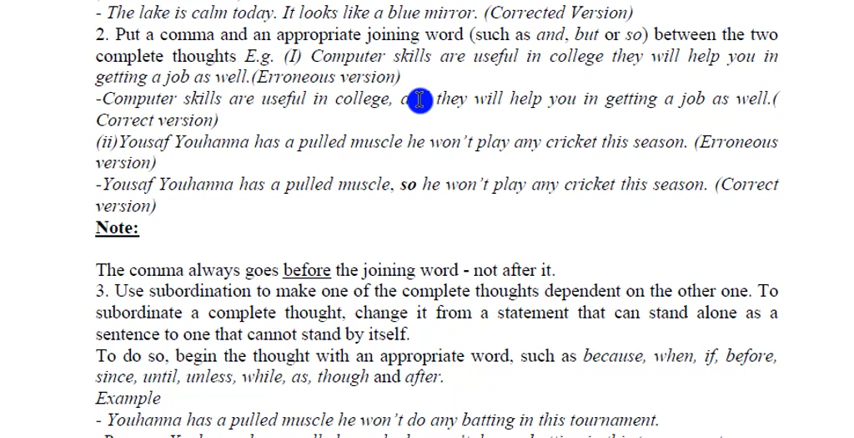 - The lake is calm today. It looks like a blue mirror. (Corrected Version)
2. Put a comma and an appropriate joining word (such as and, but or so) between the two
complete thoughts E.g. (I) Computer skills are useful in college they will help you in
getting a job as well.(Erroneous version)
-Computer skills are useful in college, they will help you in getting a job as well.(
Correct version)
(ii)Yousaf Youhanna has a pulled muscle he won't play any cricket this season. (Erroneous
version)
-Yousaf Youhanna has a pulled muscle, so he won't play any cricket this season. (Correct
version)
Note:
The comma always goes before the joining word - not after it.
3. Use subordination to make one of the complete thoughts dependent on the other one. To
subordinate a complete thought, change it from a statement that can stand alone as a
sentence to one that cannot stand by itself.
To do so, begin the thought with an appropriate word, such as because, when, if, before,
since, until, unless, while, as, though and after.
Example
- Youhanna has a pulled muscle he won't do any batting in this tournament.